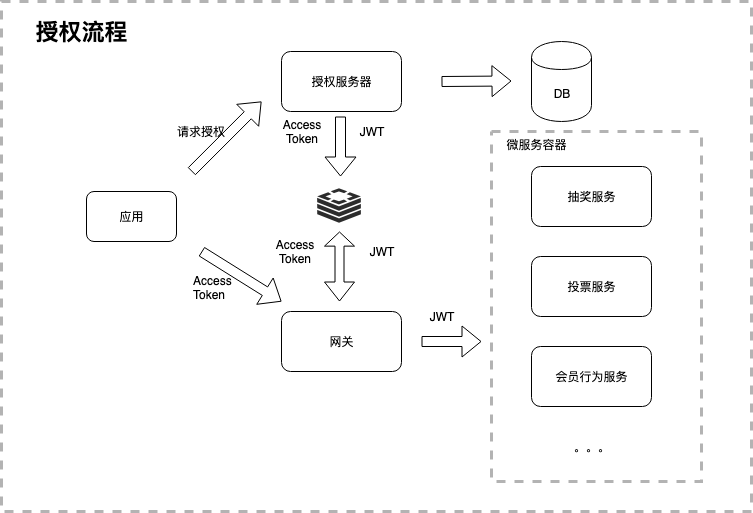 授权流程
授权服务器
DB
请求授权
Access
Token
JWT
微服务容器
抽奖服务
应用
Access
Token
JWT
Access
Token
投票服务
网关
JWT
会员行为服务
。。。